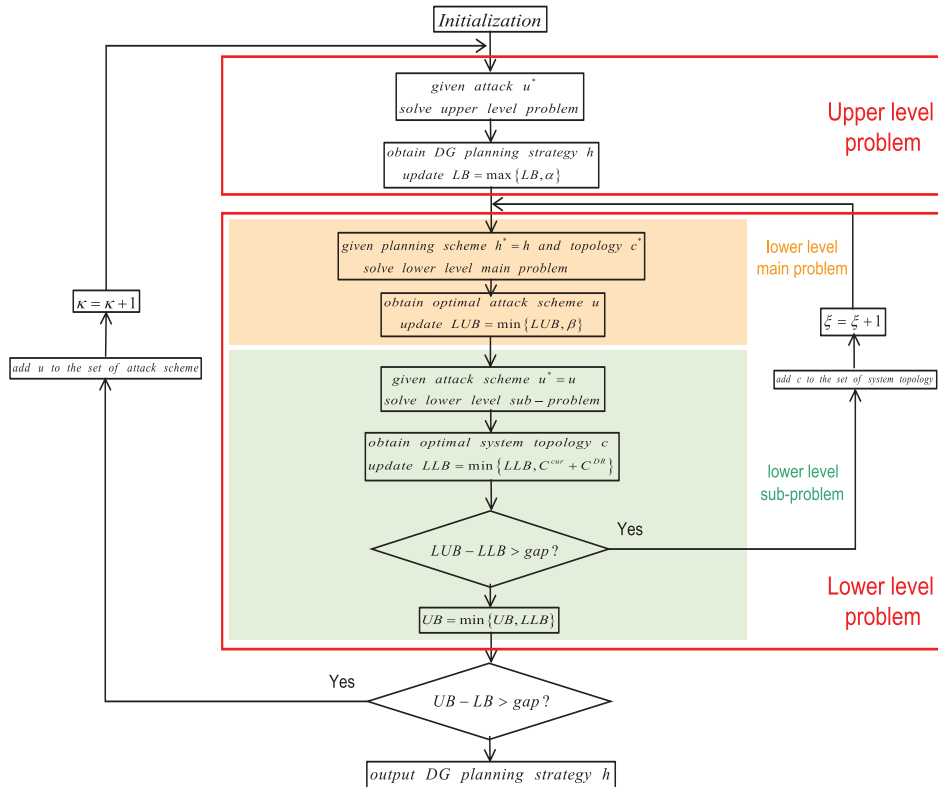 Initialization
given attack u*
solve upper level problem
Upper level
problem
obtain DG planning strategy h
update LB = max{LB, α}
given planning scheme h* = h and topology c*
solve lower level main problem
lower level
main problem
obtain optimal attack scheme u
update LUB = min{LUB, β}
κ = κ + 1
ξ = ξ + 1
add u to the set of attack scheme
given attack scheme u* = u
solve lower level sub − problem
add c to the set of system topology
obtain optimal system topology c
update LLB = min{LLB, C^cur + C^DR}
lower level
sub-problem
Yes
LUB − LLB > gap?
UB = min{UB, LLB}
Lower level
problem
Yes
UB − LB > gap?
output DG planning strategy h